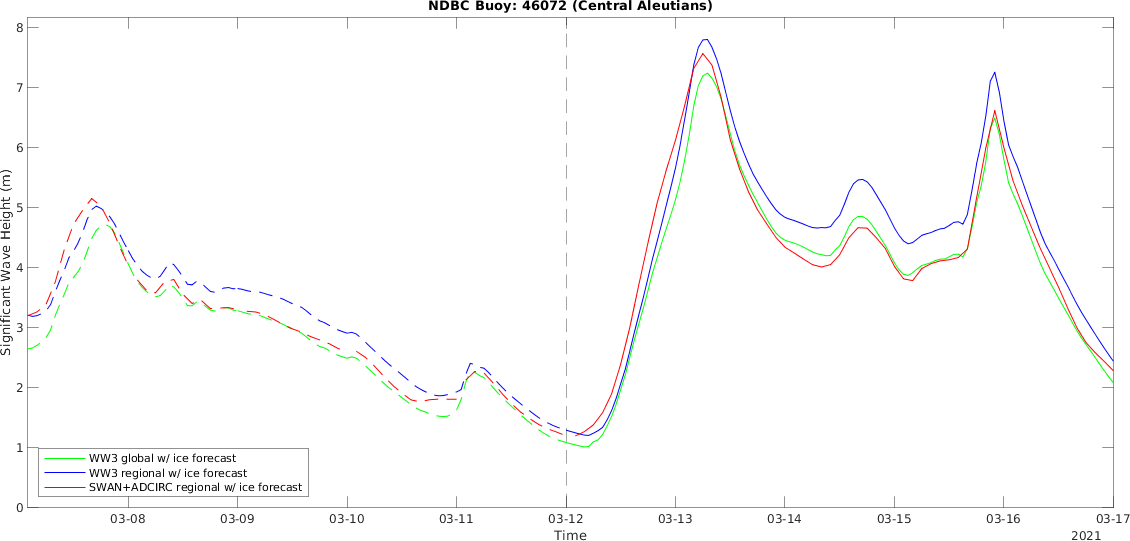 NDBC Buoy: 46072 (Central Aleutians)
Significant Wave Height (m)
8
7
6
5
4
3
2
1
0
WW3 global w/ ice forecast
WW3 regional w/ ice forecast
SWAN+ADCIRC regional w/ ice forecast
03-08 03-09 03-10 03-11 03-12 03-13 03-14 03-15 03-16 03-17
Time
2021